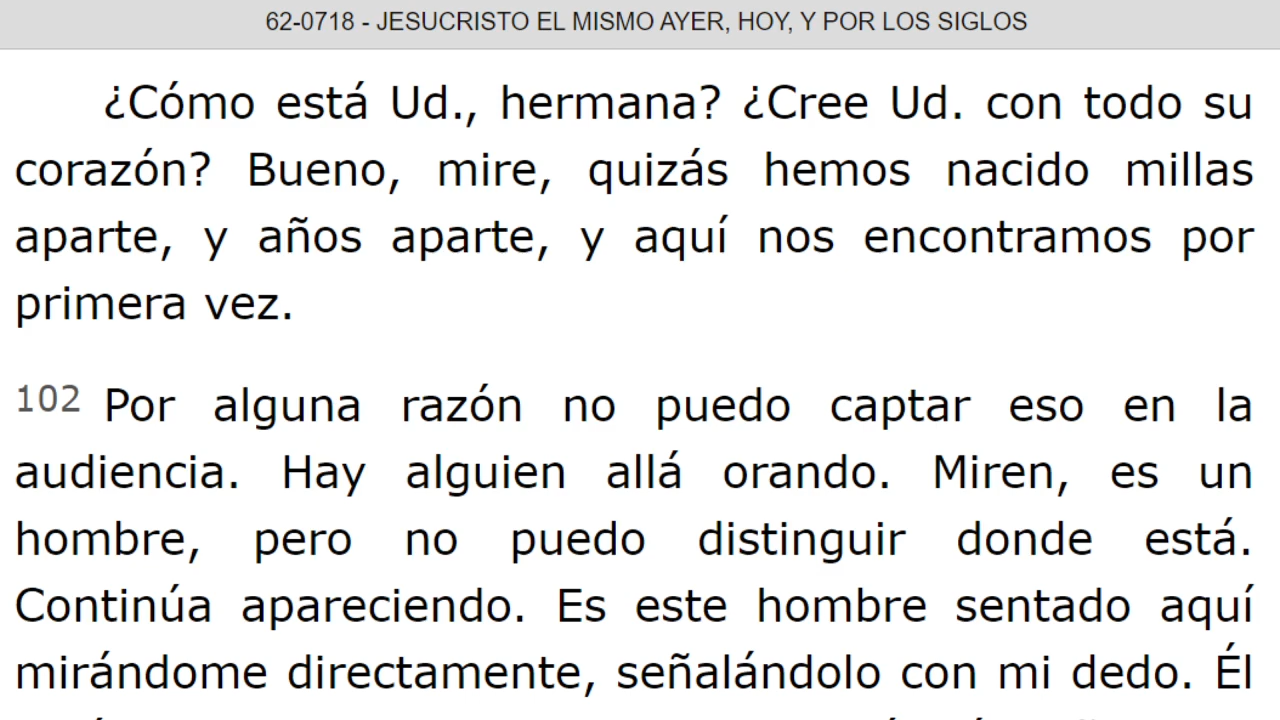 62-0718 - JESUCRISTO EL MISMO AYER, HOY, Y POR LOS SIGLOS
¿Cómo está Ud., hermana? ¿Cree Ud. con todo su
corazón? Bueno, mire, quizás hemos nacido millas
aparte, y años aparte, y aquí nos encontramos por
primera vez.
102 Por alguna razón no puedo captar eso en la
audiencia. Hay alguien allá orando. Miren, es un
hombre, pero no puedo distinguir donde está.
Continúa apareciendo. Es este hombre sentado aquí
mirándome directamente, señalándolo con mi dedo. Él